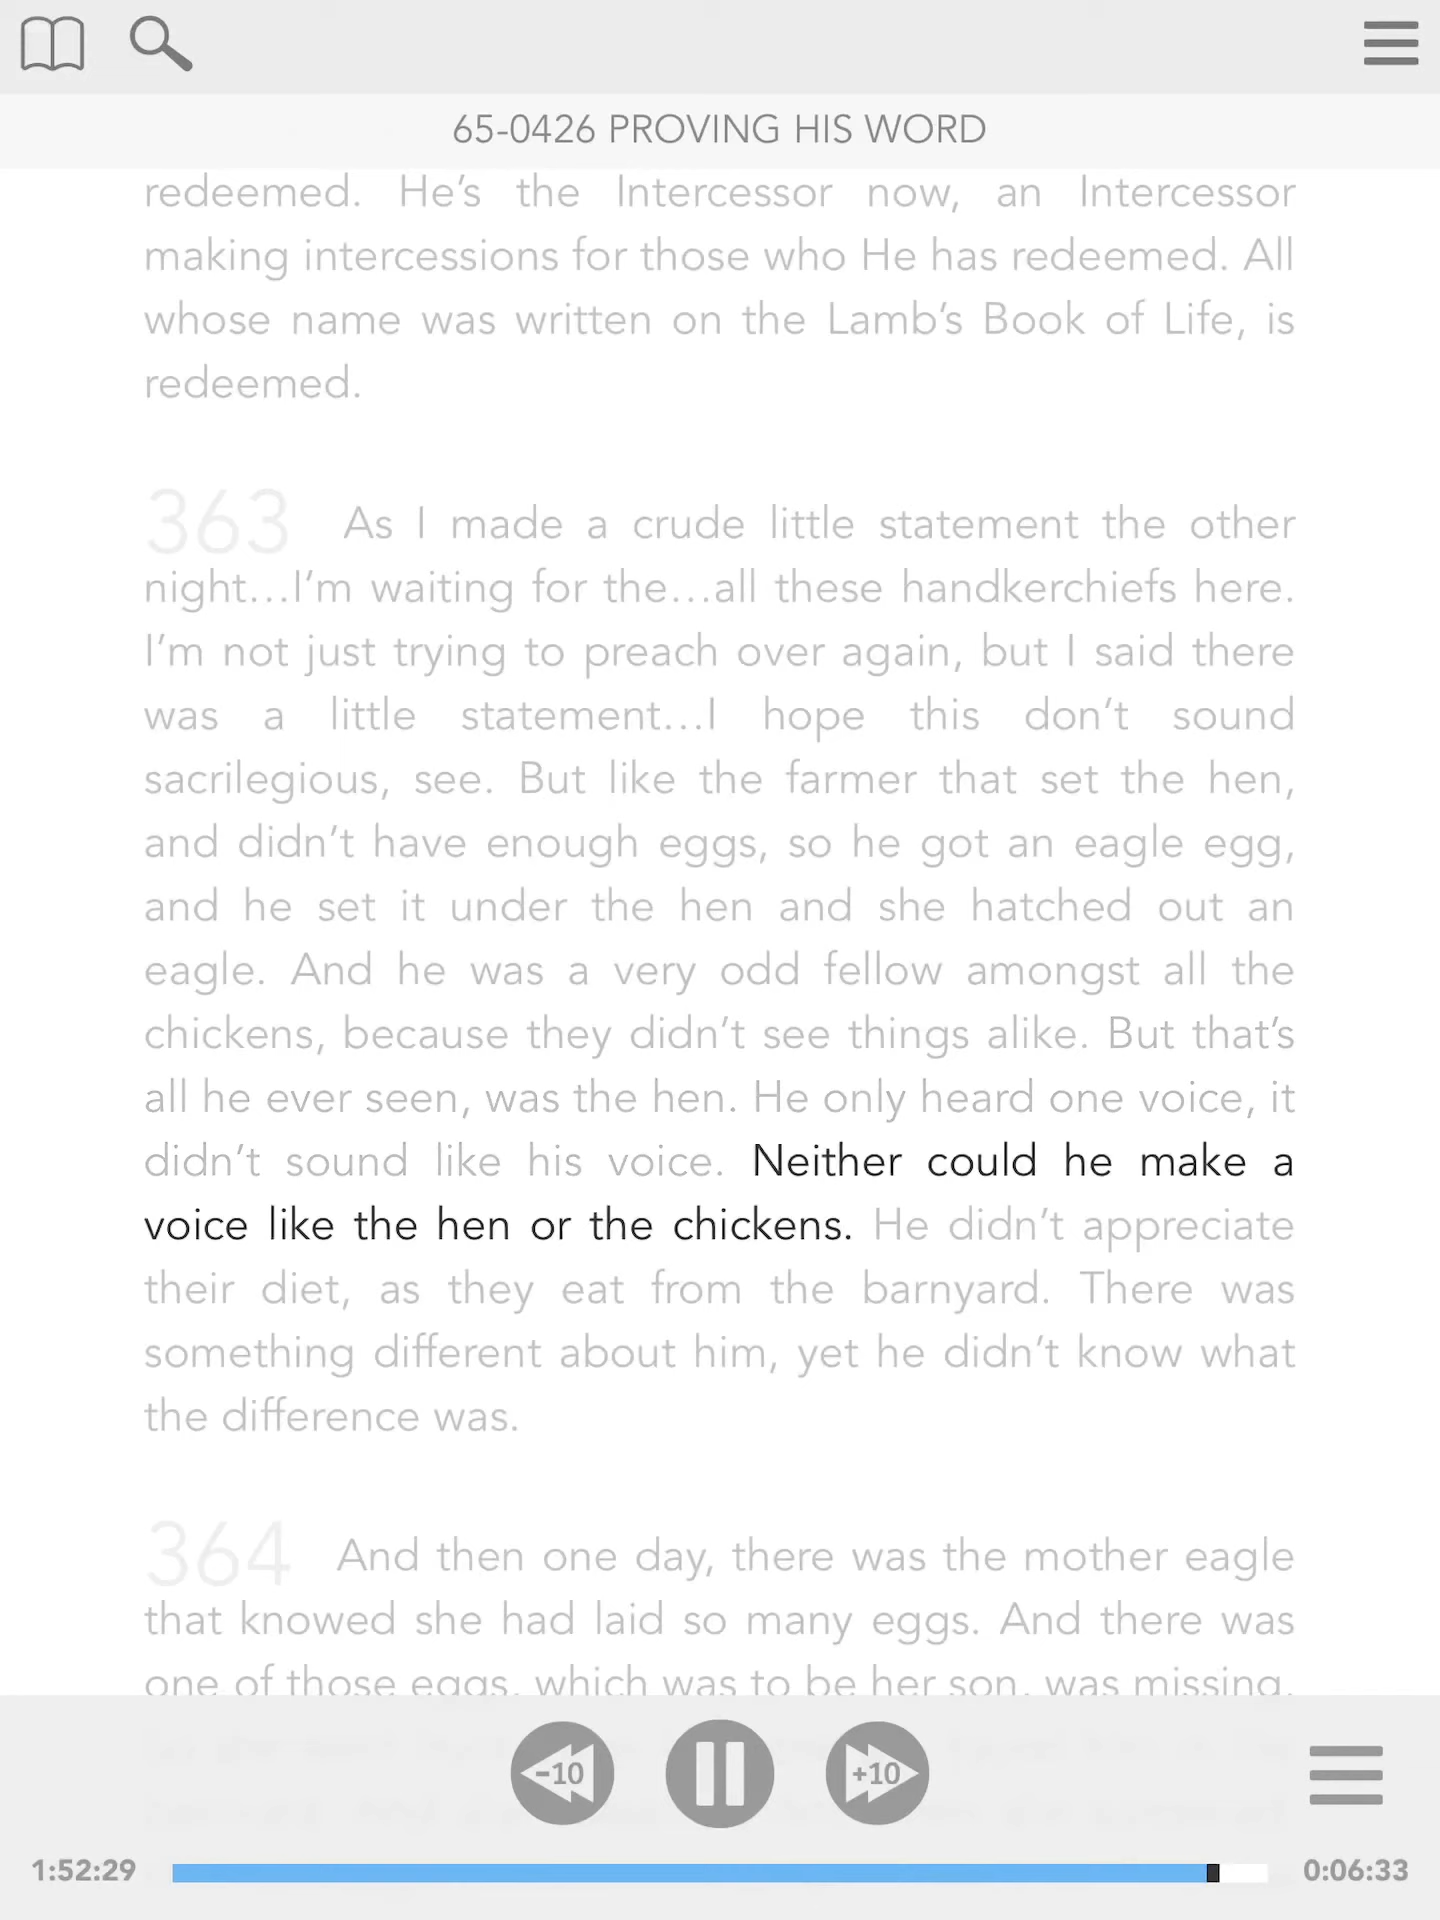 65-0426 PROVING HIS WORD
redeemed. He’s the Intercessor now, an Intercessor
making intercessions for those who He has redeemed. All
whose name was written on the Lamb’s Book of Life, is
redeemed.
363 As I made a crude little statement the other
night…I’m waiting for the…all these handkerchiefs here.
I’m not just trying to preach over again, but I said there
was a little statement…I hope this don’t sound
sacrilegious, see. But like the farmer that set the hen,
and didn’t have enough eggs, so he got an eagle egg,
and he set it under the hen and she hatched out an
eagle. And he was a very odd fellow amongst all the
chickens, because they didn’t see things alike. But that’s
all he ever seen, was the hen. He only heard one voice, it
didn’t sound like his voice. Neither could he make a
voice like the hen or the chickens. He didn’t appreciate
their diet, as they eat from the barnyard. There was
something different about him, yet he didn’t know what
the difference was.
364 And then one day, there was the mother eagle
that knowed she had laid so many eggs. And there was
one of those eggs, which was to be her son, was missing.
-10 +10
1:52:29 0:06:33